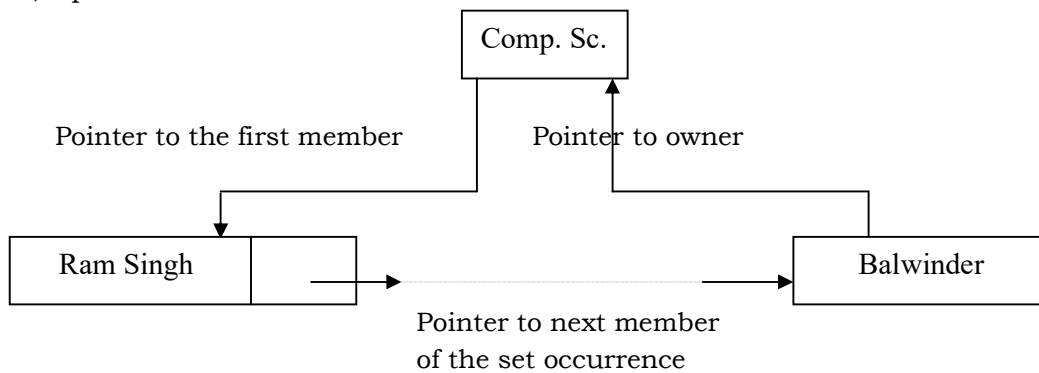 Comp. Sc.
Pointer to the first member
Pointer to owner
Ram Singh
Balwinder
Pointer to next member
of the set occurrence